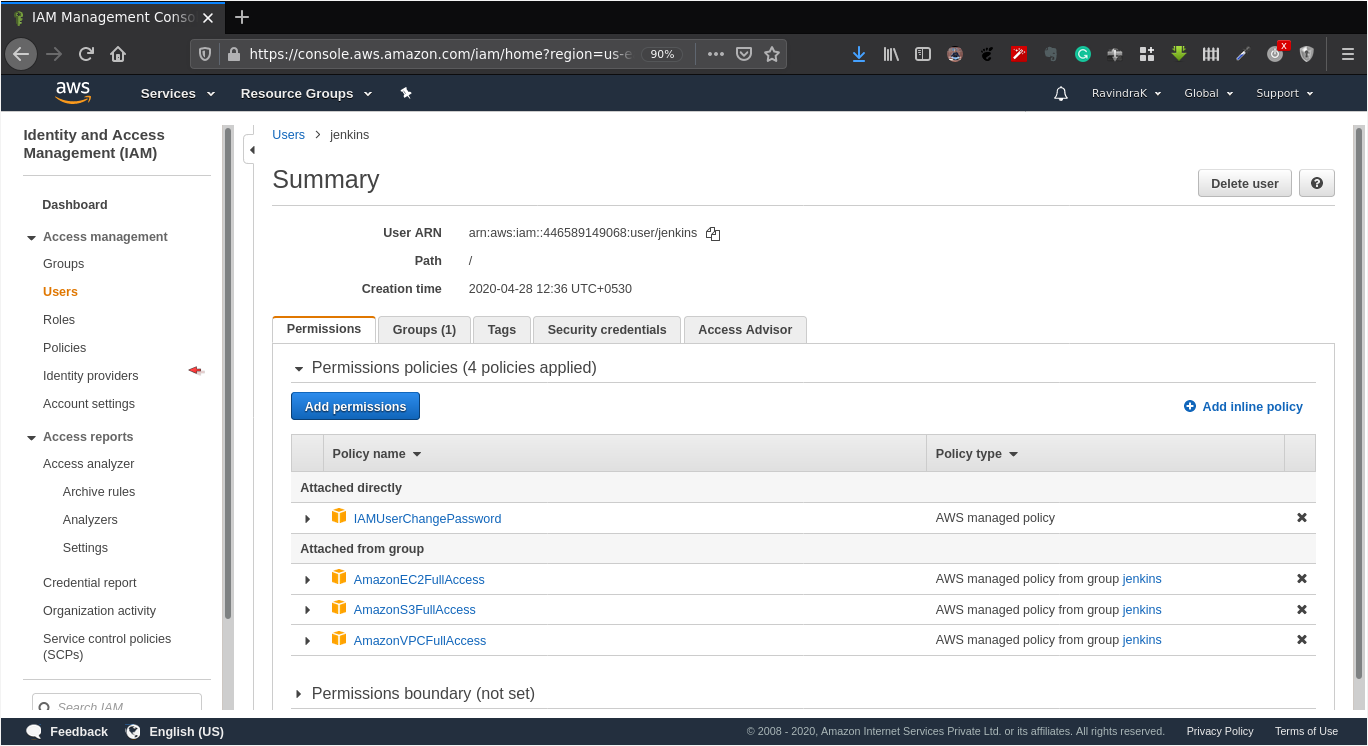 IAM Management Conso
https://console.aws.amazon.com/iam/home?region=us-e
90%
x
aws
Services
Resource Groups
RavindraK
Global
Support
Identity and Access
Management (IAM)
Dashboard
Access management
Groups
Users
Roles
Policies
Identity providers
Account settings
Access reports
Access analyzer
Archive rules
Analyzers
Settings
Credential report
Organization activity
Service control policies
(SCPs)
Search IAM
Users > jenkins
Summary
Delete user
?
User ARN arn:aws:iam::446589149068:user/jenkins
Path /
Creation time 2020-04-28 12:36 UTC+0530
Permissions
Groups (1)
Tags
Security credentials
Access Advisor
Permissions policies (4 policies applied)
Add permissions
Add inline policy
Policy name
Policy type
Attached directly
IAMUserChangePassword AWS managed policy
Attached from group
AmazonEC2FullAccess AWS managed policy from group jenkins
AmazonS3FullAccess AWS managed policy from group jenkins
AmazonVPCFullAccess AWS managed policy from group jenkins
Permissions boundary (not set)
Feedback
English (US)
© 2008 - 2020, Amazon Internet Services Private Ltd. or its affiliates. All rights reserved.
Privacy Policy
Terms of Use